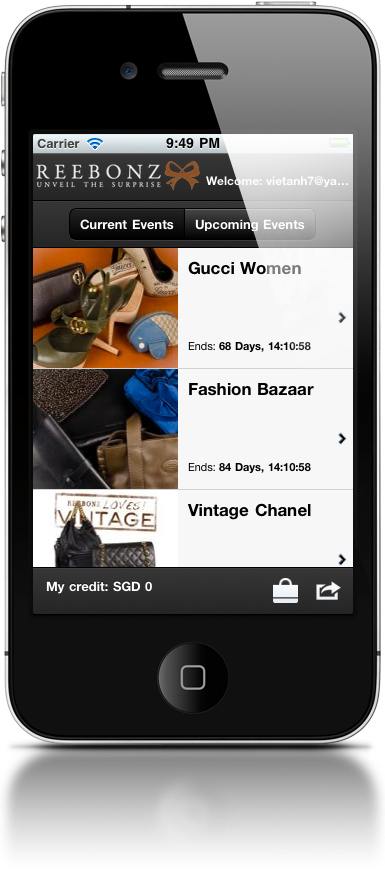 Carrier 9:49 PM
REEBONZ
UNVEIL THE SURPRISE
Welcome: vietanh7@ya...
Current Events Upcoming Events
Gucci Women
Ends: 68 Days, 14:10:58
Fashion Bazaar
Ends: 84 Days, 14:10:58
REEBONZ LOVES!
VINTAGE
Vintage Chanel
My credit: SGD 0